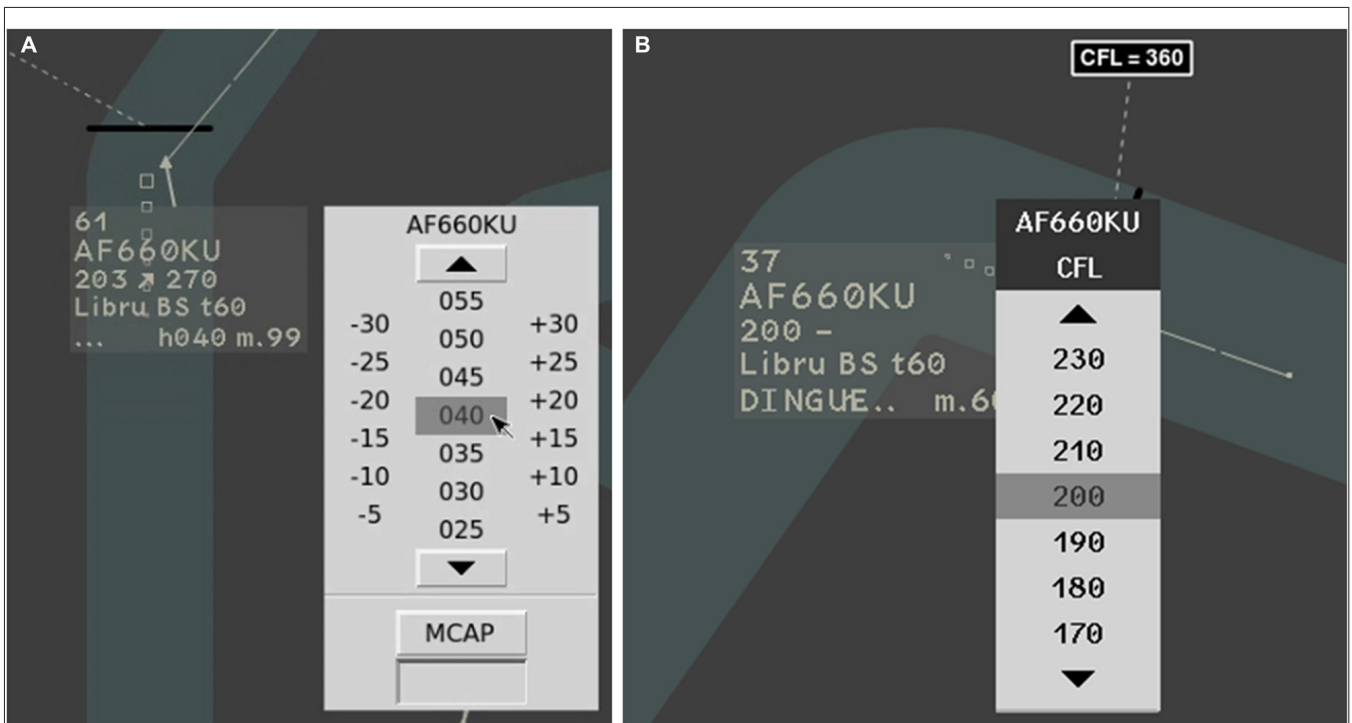 A
61
AF660KU
203 ↗ 270
Libru BS t60
... h040 m.99
AF660KU
055
-30 +30
050
-25 +25
045
-20 +20
040
-15 +15
035
-10 +10
030
-5 +5
025
MCAP
B
CFL = 360
37
AF660KU
200 -
Libru BS t60
DINGUE.. m.60
AF660KU
CFL
230
220
210
200
190
180
170